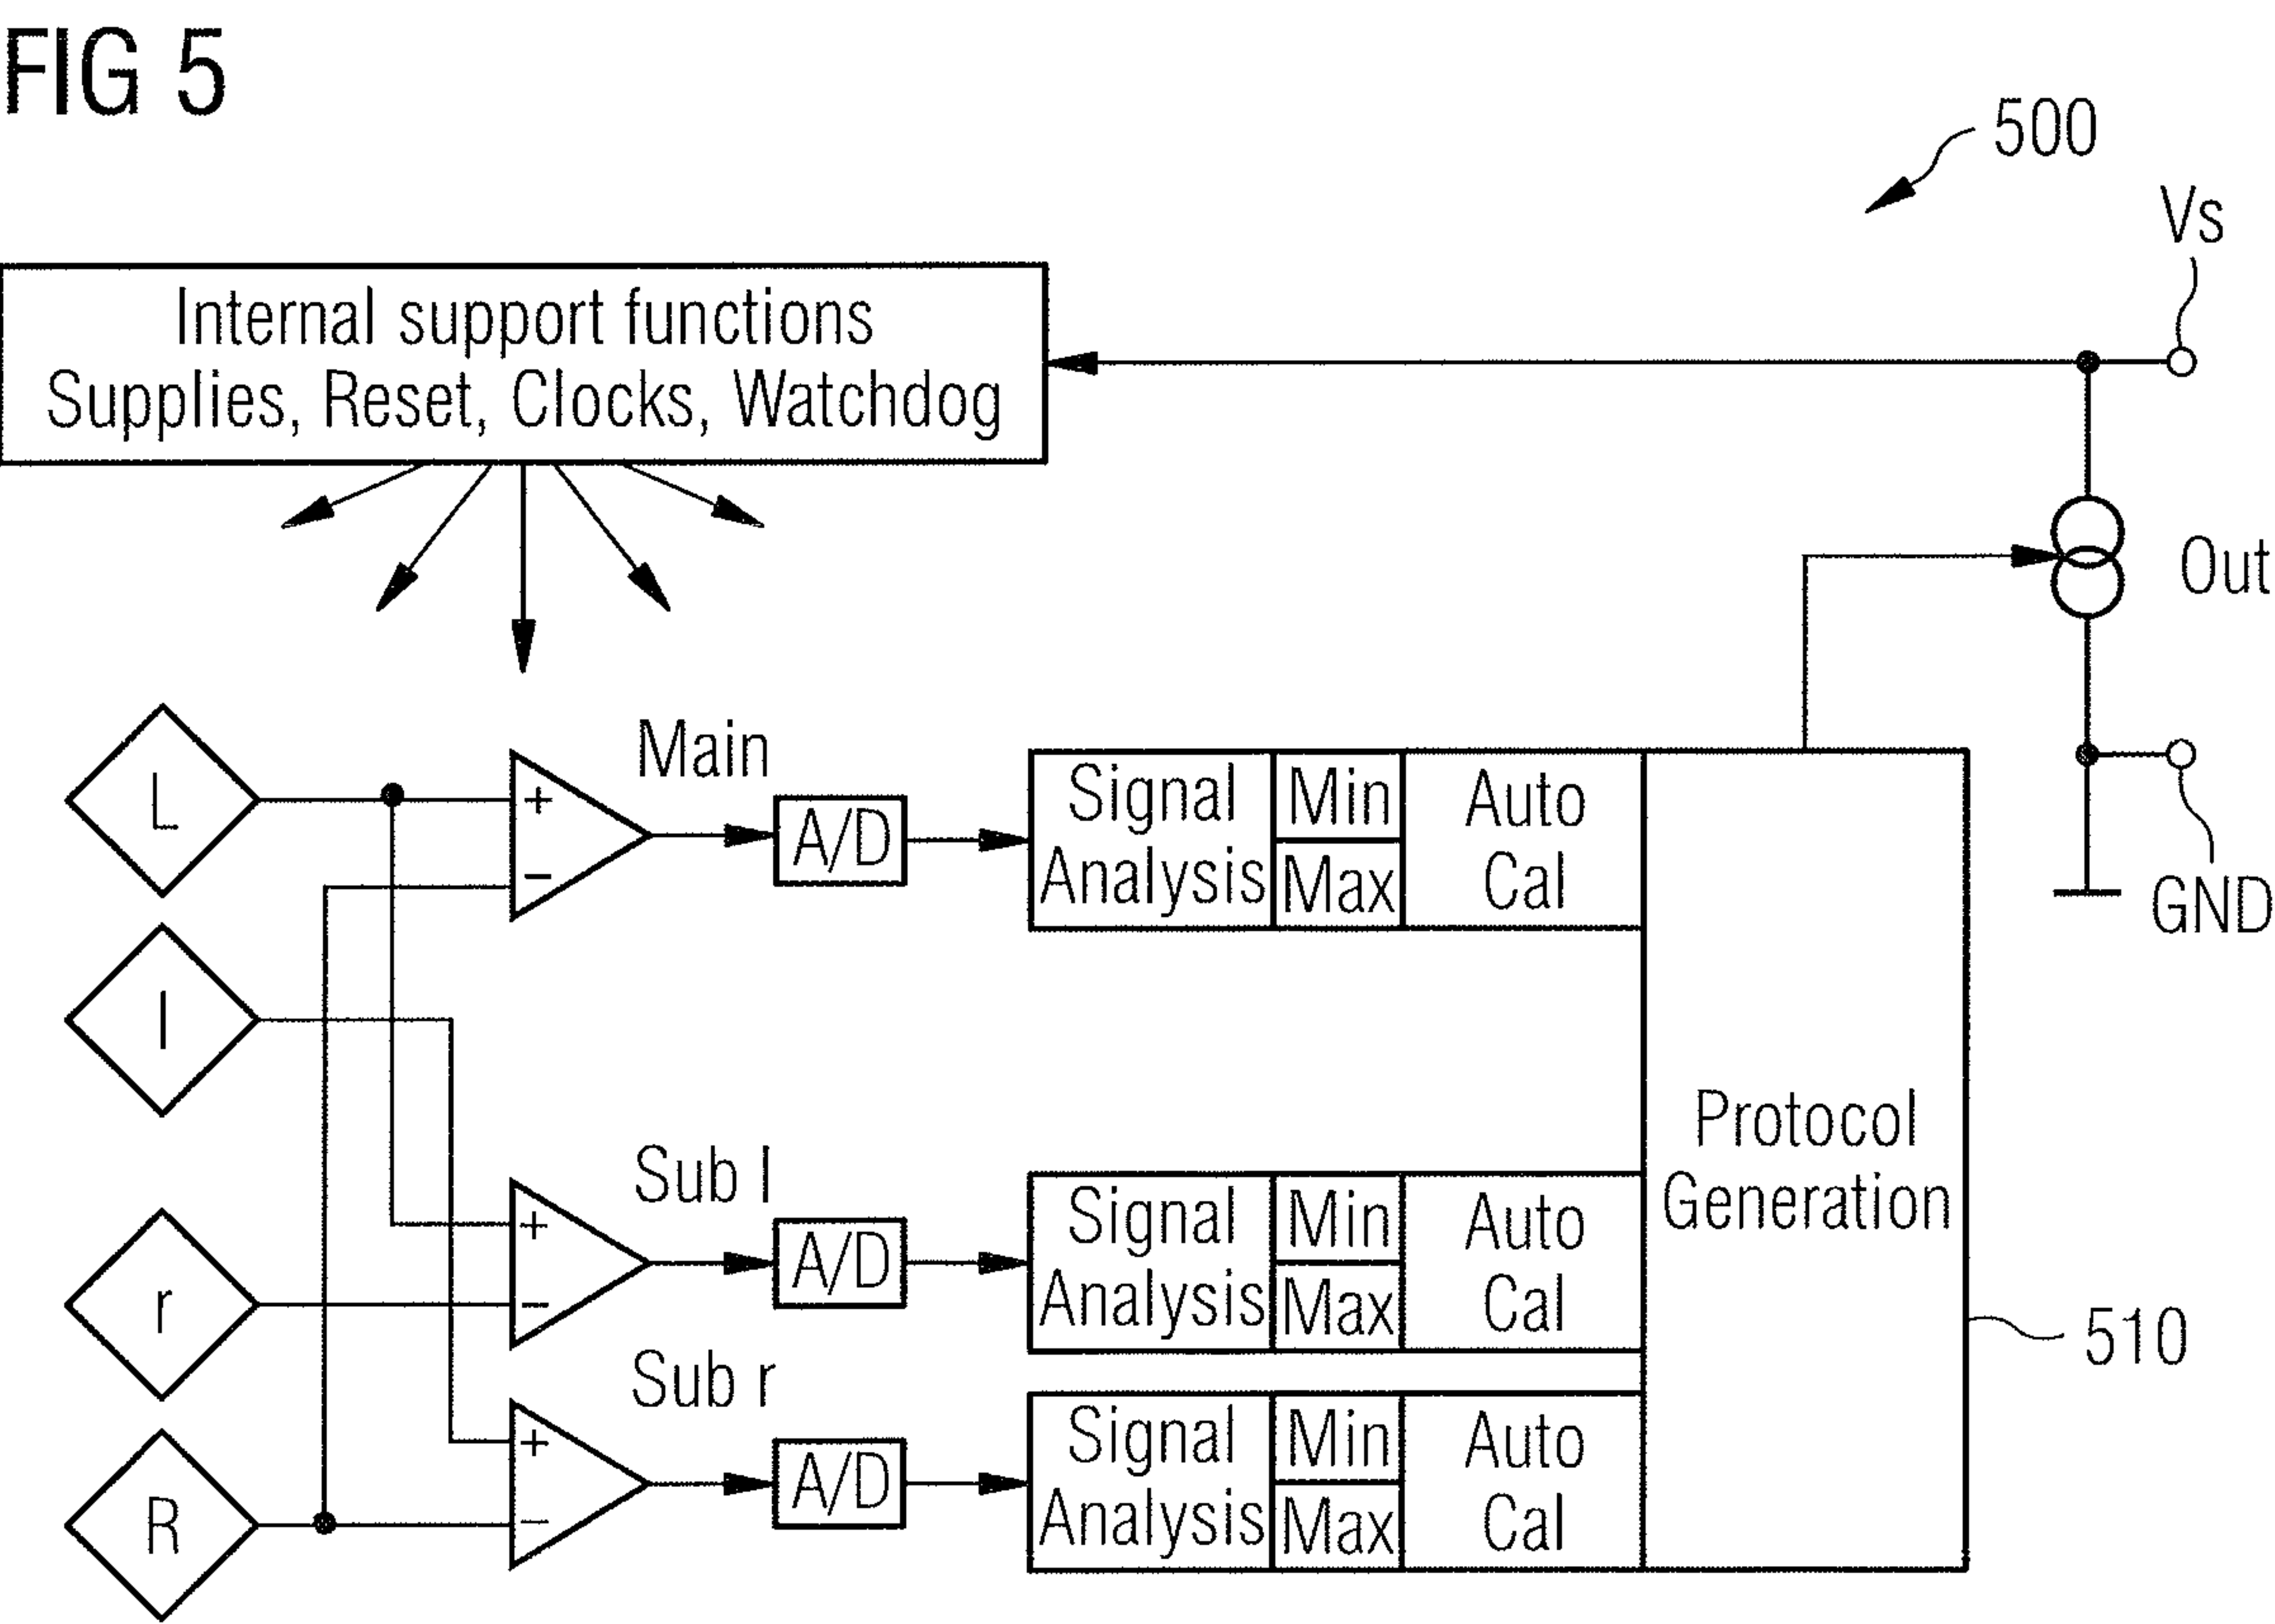 FIG 5
500
Vs
Internal support functions
Supplies, Reset, Clocks, Watchdog
Out
GND
L
l
r
R
+
−
Main
A/D
Signal
Analysis
Min
Max
Auto
Cal
+
−
Sub l
A/D
Signal
Analysis
Min
Max
Auto
Cal
+
−
Sub r
A/D
Signal
Analysis
Min
Max
Auto
Cal
Protocol
Generation
510